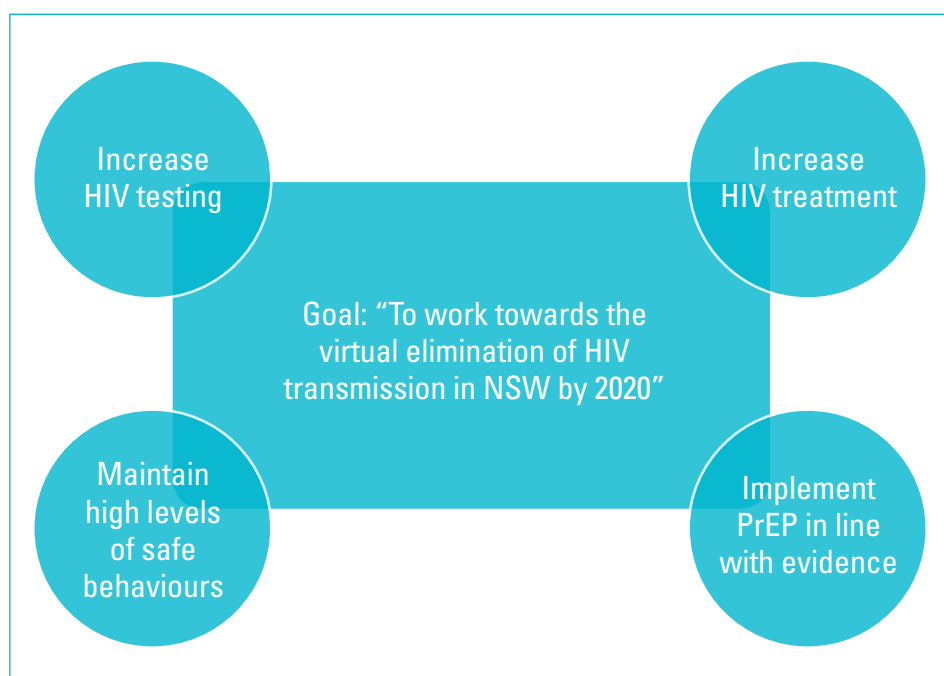 Increase
HIV testing
Increase
HIV treatment
Goal: “To work towards the
virtual elimination of HIV
transmission in NSW by 2020”
Maintain
high levels
of safe
behaviours
Implement
PrEP in line
with evidence